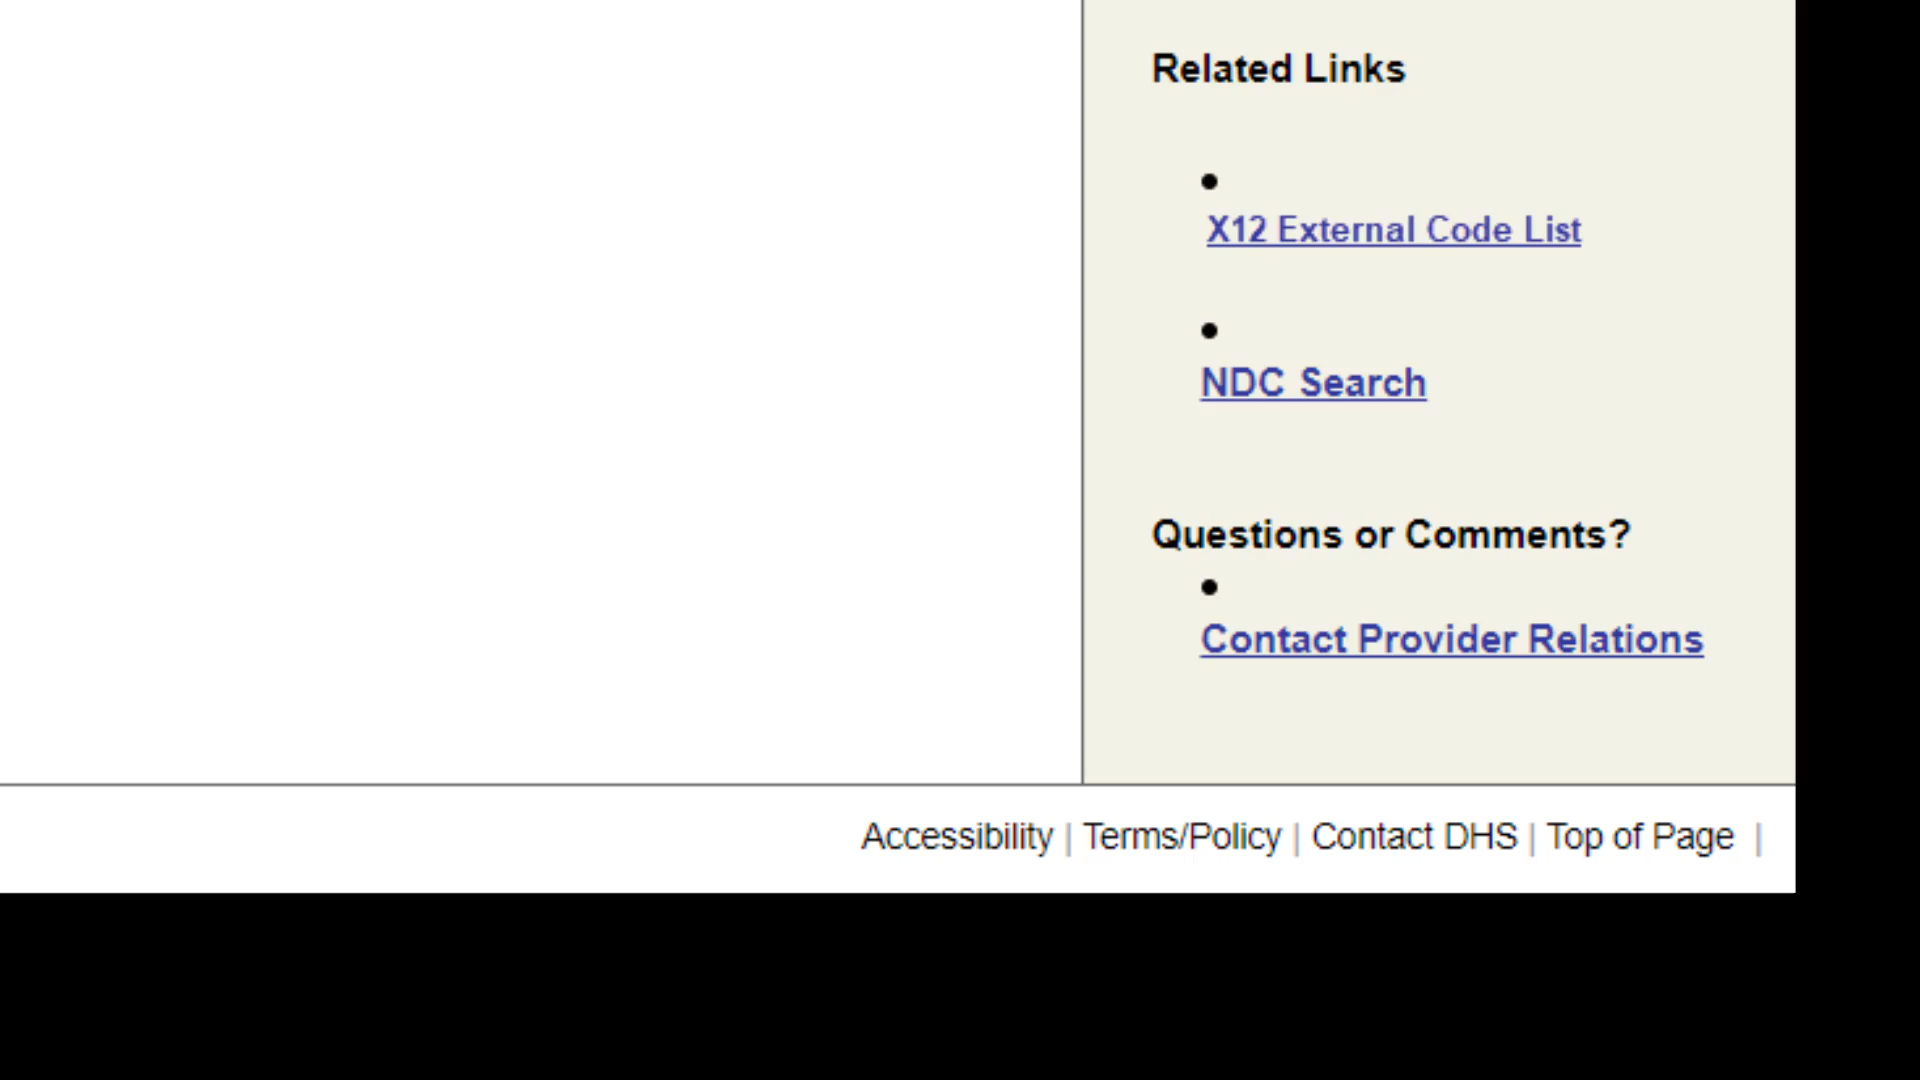 Related Links
• 
X12 External Code List
• 
NDC Search
Questions or Comments?
• 
Contact Provider Relations
Accessibility | Terms/Policy | Contact DHS | Top of Page |